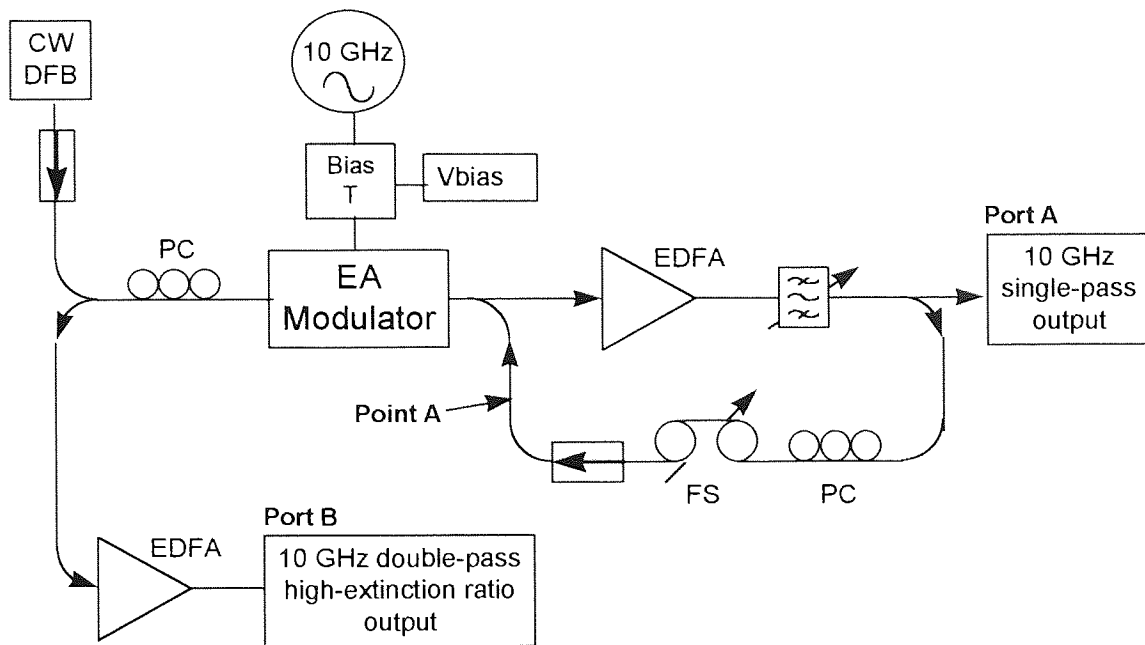 CW
DFB
10 GHz
Bias
T
Vbias
PC
EA
Modulator
EDFA
Port A
10 GHz
single-pass
output
Point A
FS
PC
Port B
EDFA
10 GHz double-pass
high-extinction ratio
output